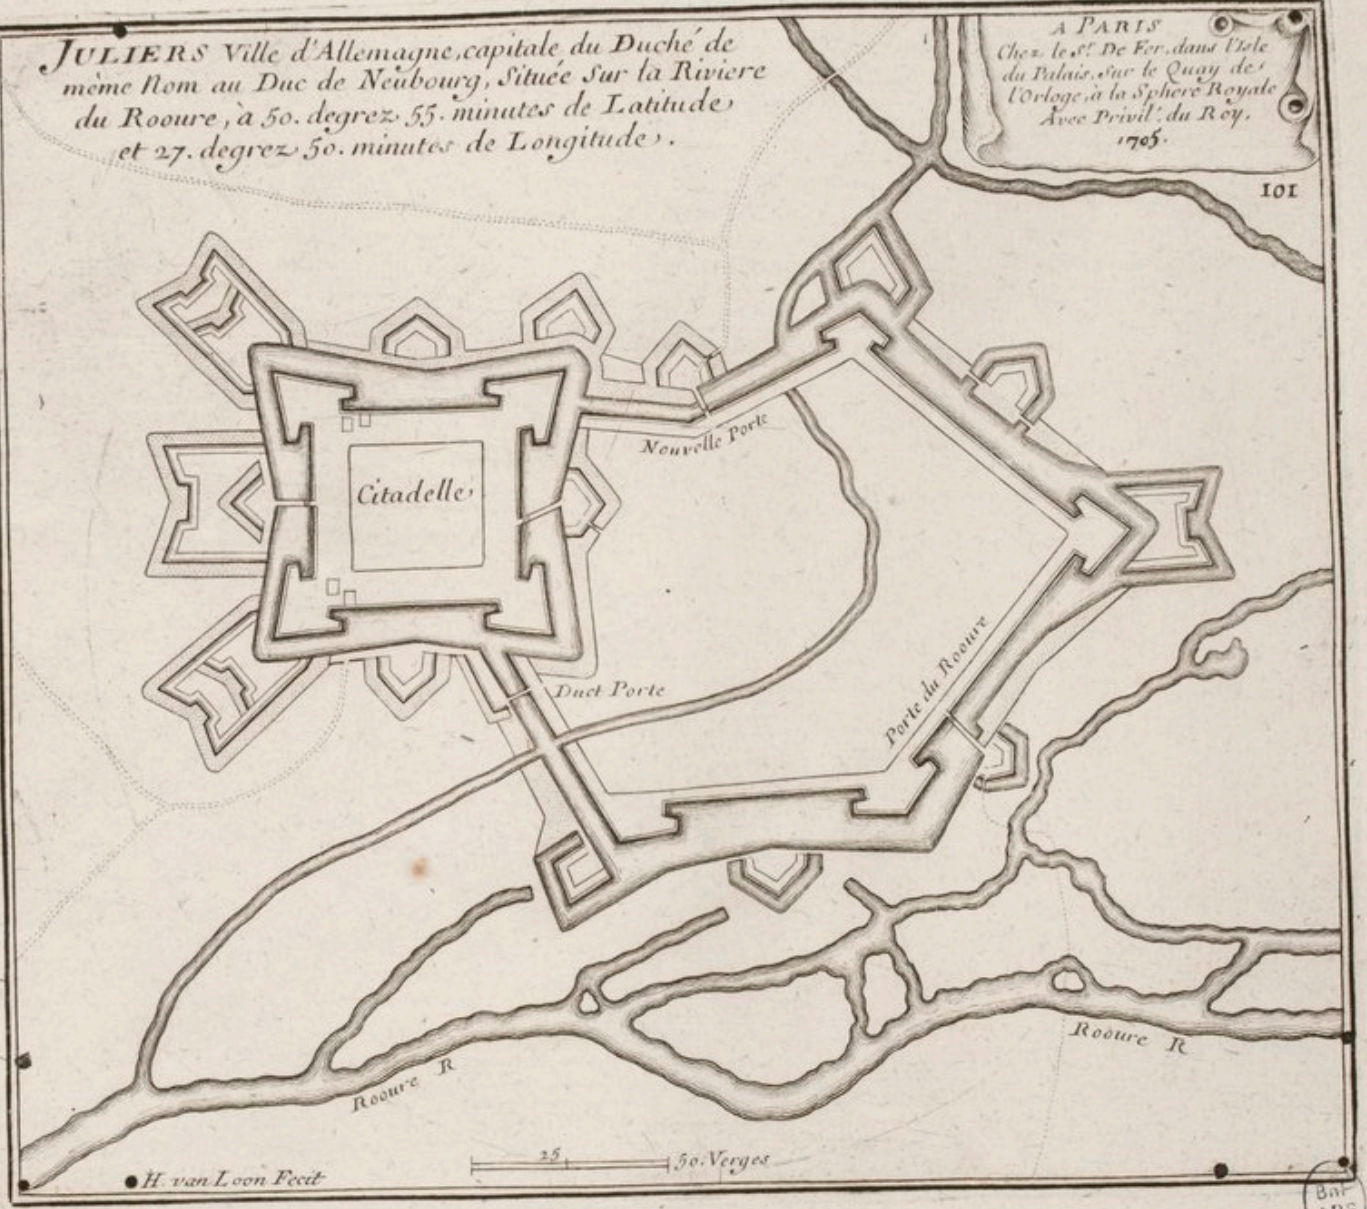 JULIERS Ville d'Allemagne, capitale du Duché de
même Nom au Duc de Neubourg, Située Sur la Riviere
du Rooure, à 50. degrez 55. minutes de Latitude
et 27. degrez 50. minutes de Longitude.
A PARIS
Chez le Sr. De Fer, dans l'Isle
du Palais, Sur le Quay de
l'Orloge, à la Sphere Royale
Avec Privil. du Roy.
1705.
101
Nouvelle Porte
Citadelle
Porte du Rooure
Duct Porte
Rooure R
Rooure R
25 50. Verges
H. van Loon Fecit